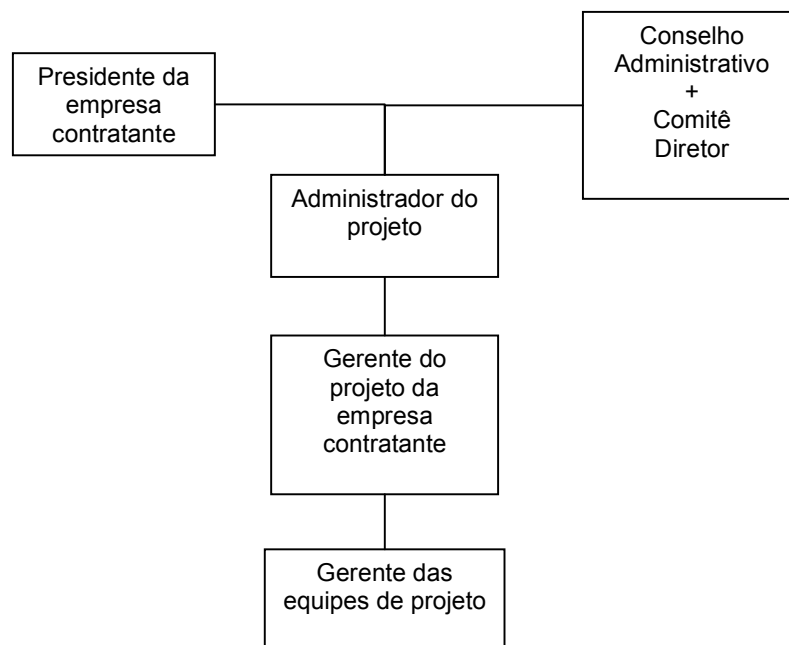 Presidente da
empresa
contratante
Conselho
Administrativo
+
Comitê
Diretor
Administrador do
projeto
Gerente do
projeto da
empresa
contratante
Gerente das
equipes de projeto